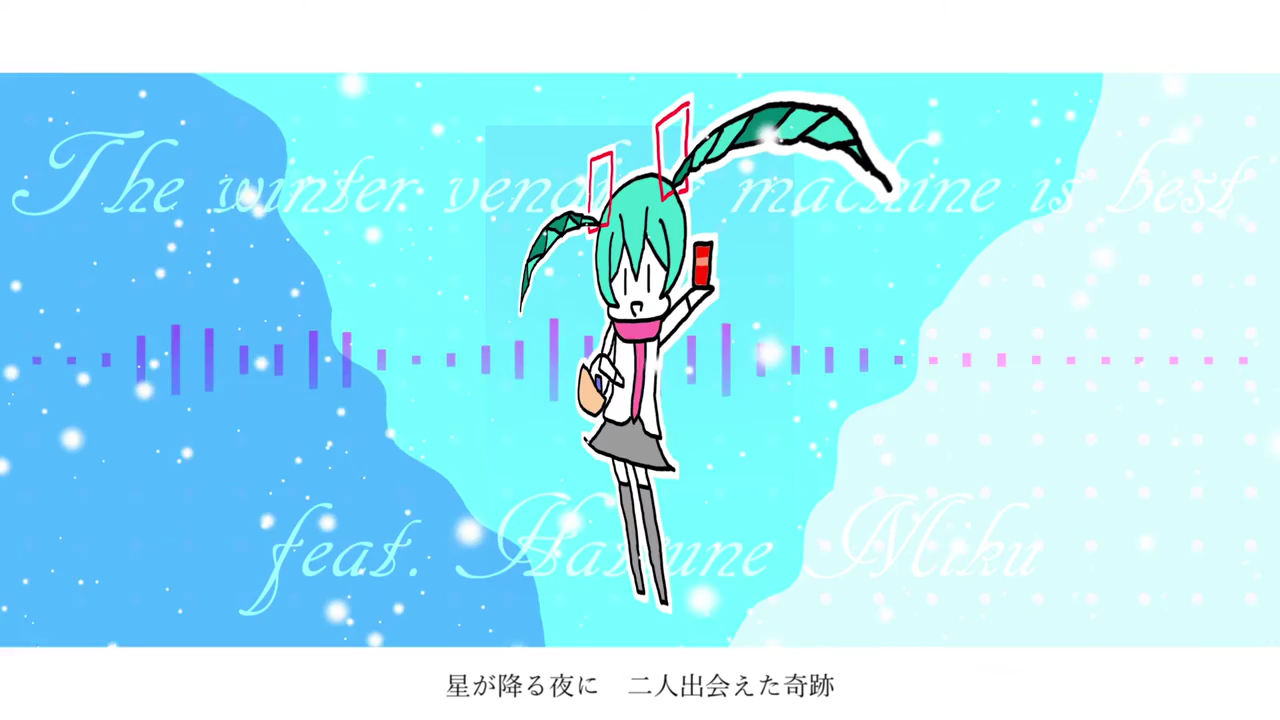 The winter vending machine is best
feat. Hatsune Miku
星が降る夜に　二人出会えた奇跡